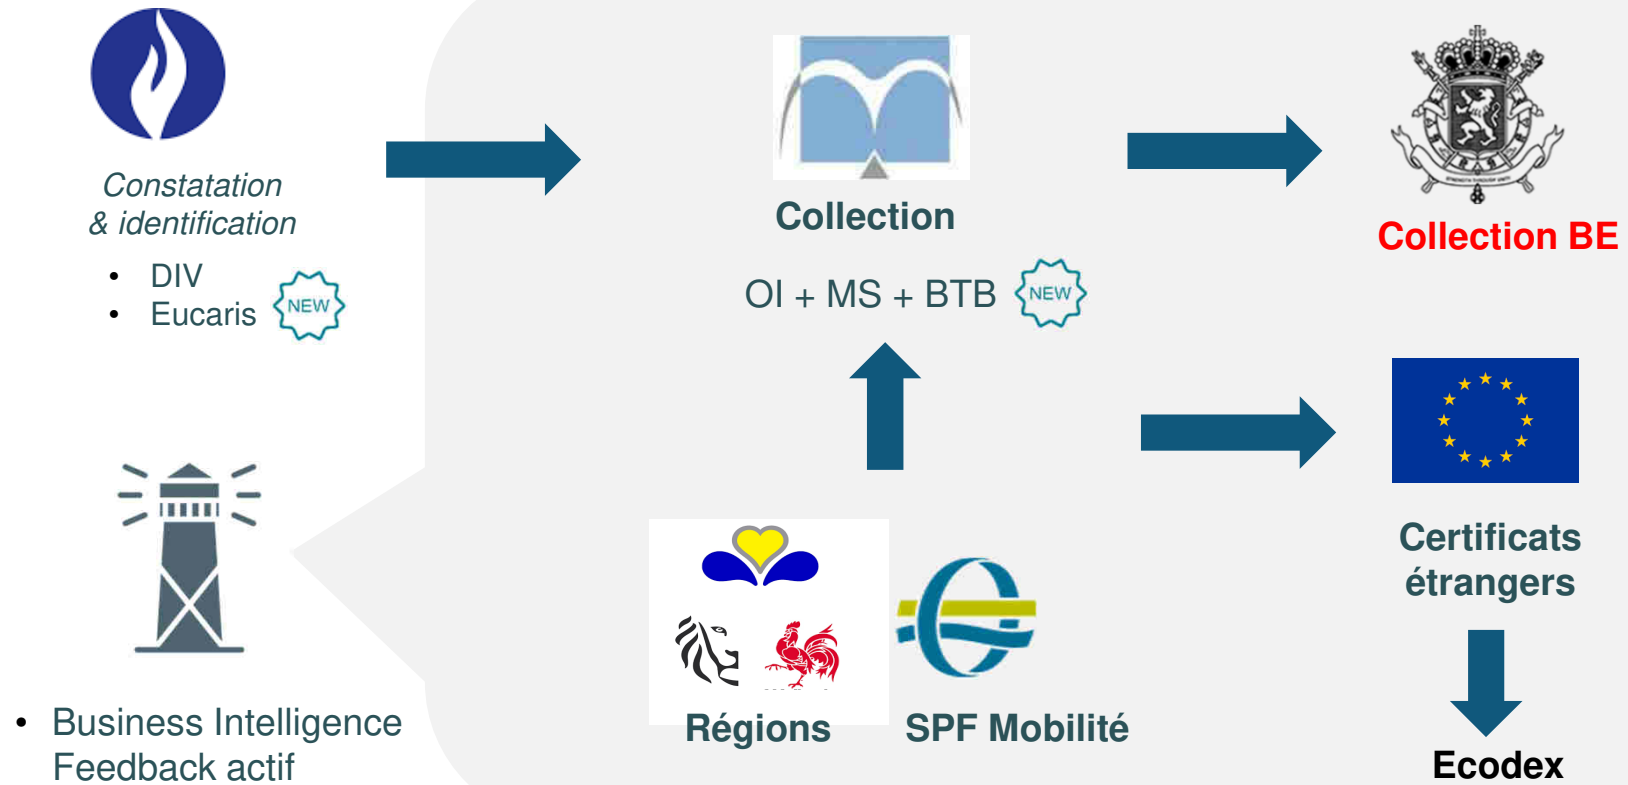 Constatation
& identification
• DIV
• Eucaris
NEW
Collection
OI + MS + BTB
NEW
Collection BE
Certificats
étrangers
Ecodex
Régions
SPF Mobilité
• Business Intelligence
Feedback actif